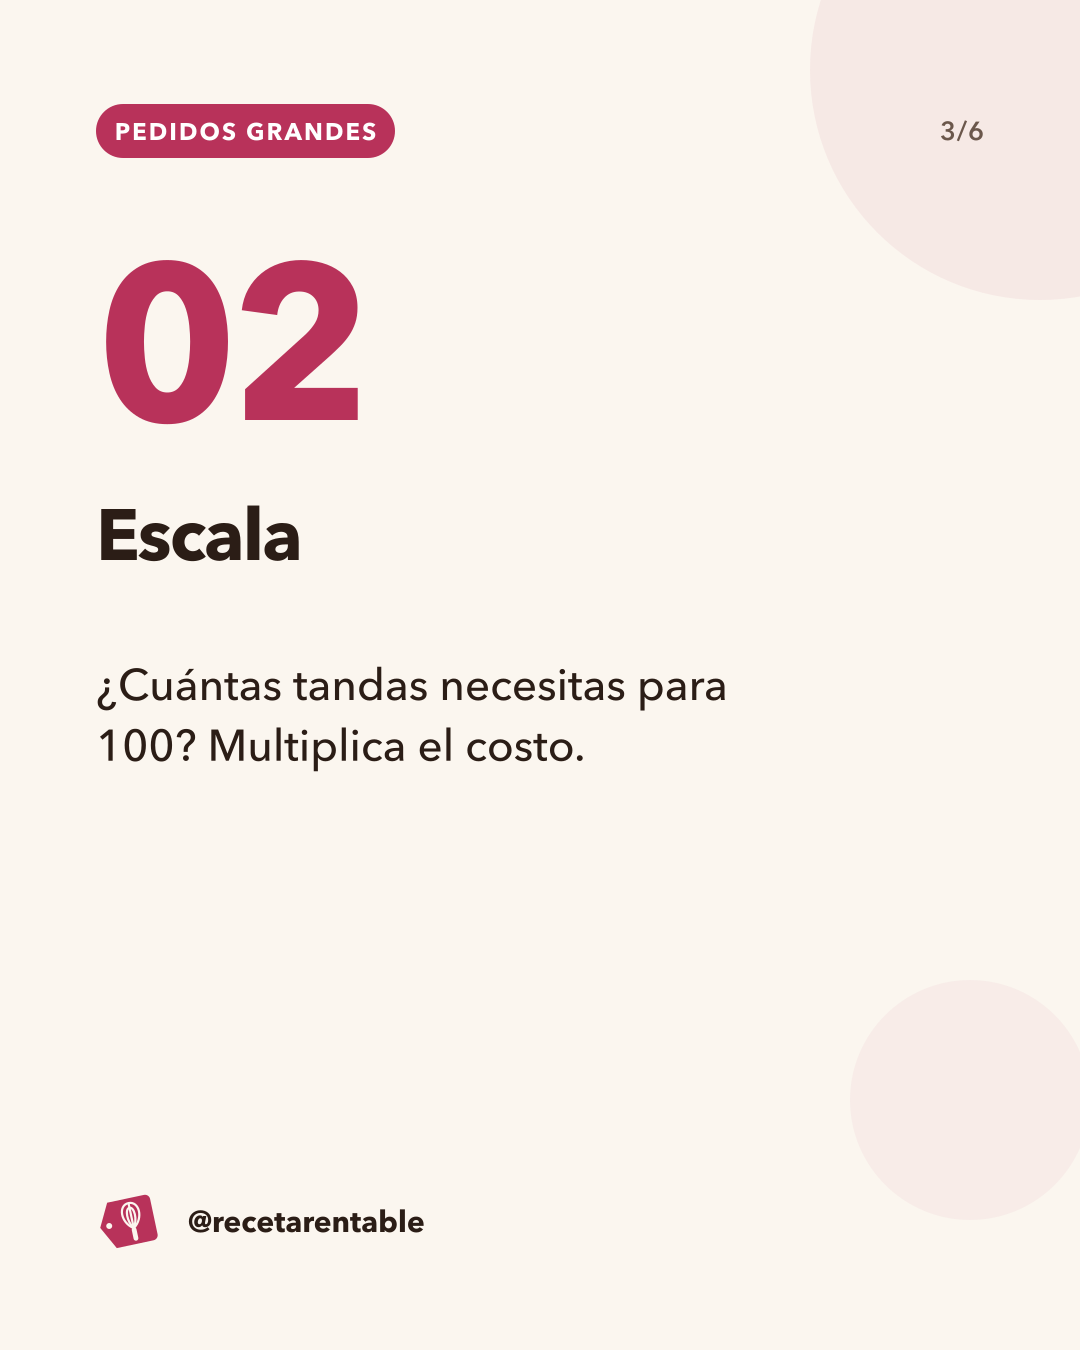 PEDIDOS GRANDES
3/6
02
Escala
¿Cuántas tandas necesitas para
100? Multiplica el costo.
@recetarentable